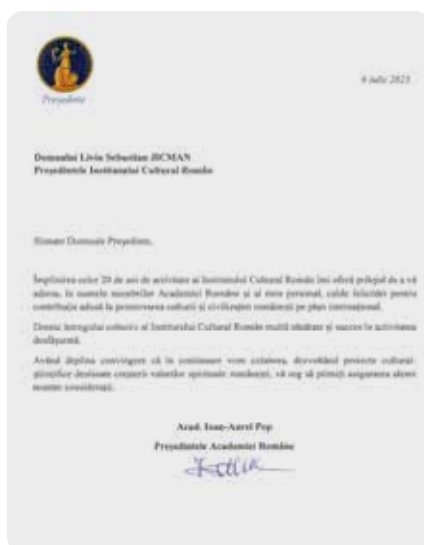 Președinte
6 iulie 2023
Domnului Liviu Sebastian JICMAN
Președintele Institutului Cultural Român
Stimate Domnule Președinte,
Împlinirea celor 20 de ani de activitate ai Institutului Cultural Român îmi oferă prilejul de a vă
adresa, în numele membrilor Academiei Române și al meu personal, calde felicitări pentru
contribuția adusă la promovarea culturii și civilizației românești pe plan internațional.
Doresc întregului colectiv al Institutului Cultural Român multă sănătate și succes în activitatea
desfășurată.
Având deplina convingere că în continuare vom colabora, dezvoltând proiecte cultural-
științifice destinate creșterii valorilor spirituale românești, vă rog să primiți asigurarea alesei
noastre considerații.
Acad. Ioan-Aurel Pop
Președintele Academiei Române